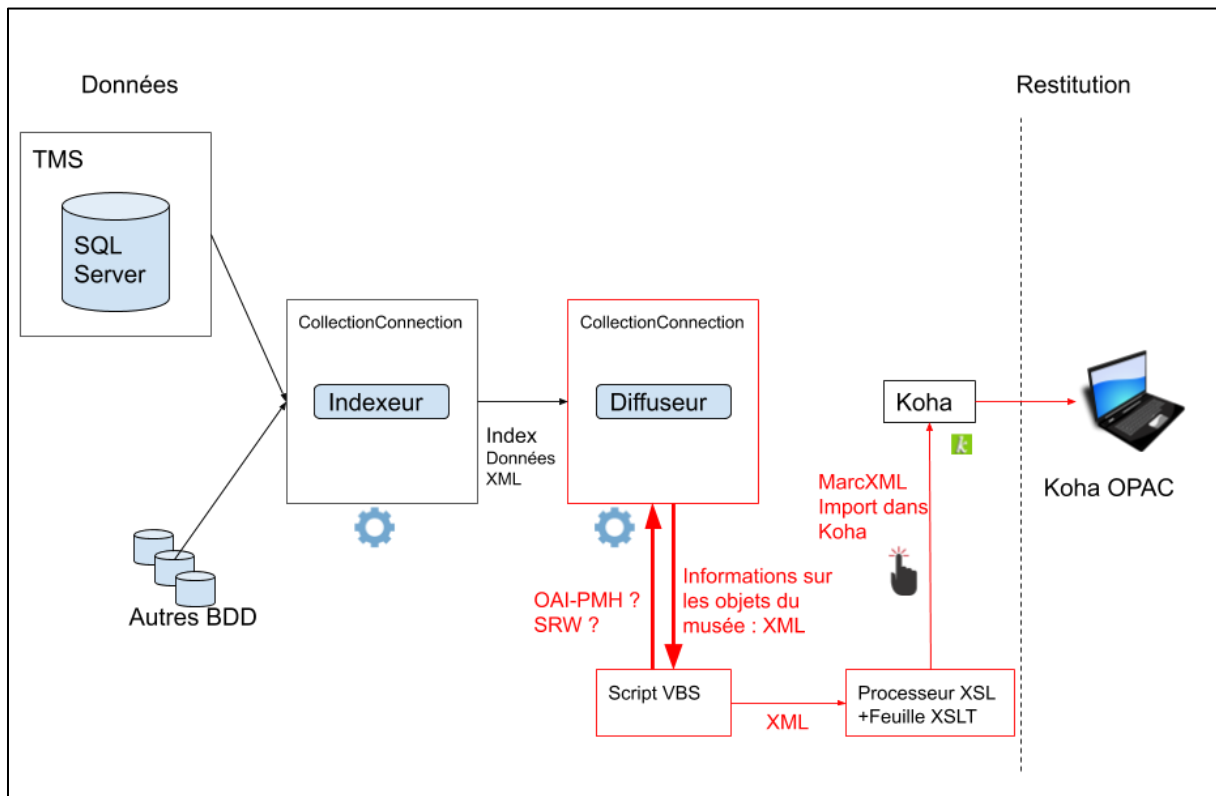 Données
Restitution
TMS
SQL
Server
CollectionConnection
Indexeur
Index
Données
XML
CollectionConnection
Diffuseur
Autres BDD
OAI-PMH ?
SRW ?
Informations sur
les objets du
musée : XML
Script VBS
XML
Processeur XSL
+Feuille XSLT
MarcXML
Import dans
Koha
Koha
k
Koha OPAC